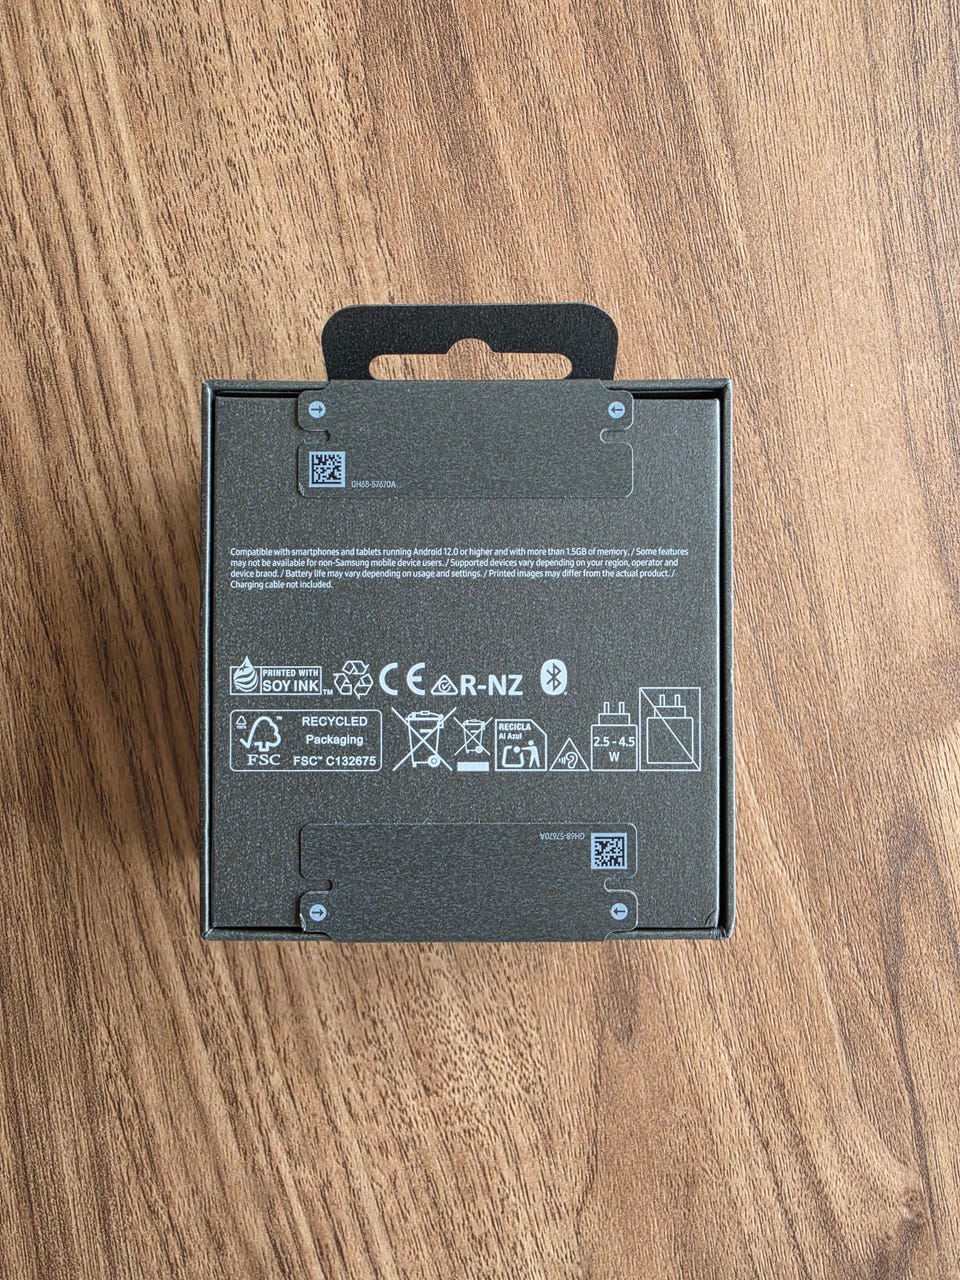 GH68-57670A
Compatible with smartphones and tablets running Android 12.0 or higher and with more than 1.5GB of memory. / Some features
may not be available for non-Samsung mobile device users. / Supported devices vary depending on your region, operator and
device brand. / Battery life may vary depending on usage and settings. / Printed images may differ from the actual product. /
Charging cable not included.
PRINTED WITH
SOY INK™
CE
R-NZ
FSC™
FSC
RECYCLED
Packaging
FSC™ C132675
RECICLA
Al Azul
2.5 - 4.5
W
GH68-57670A